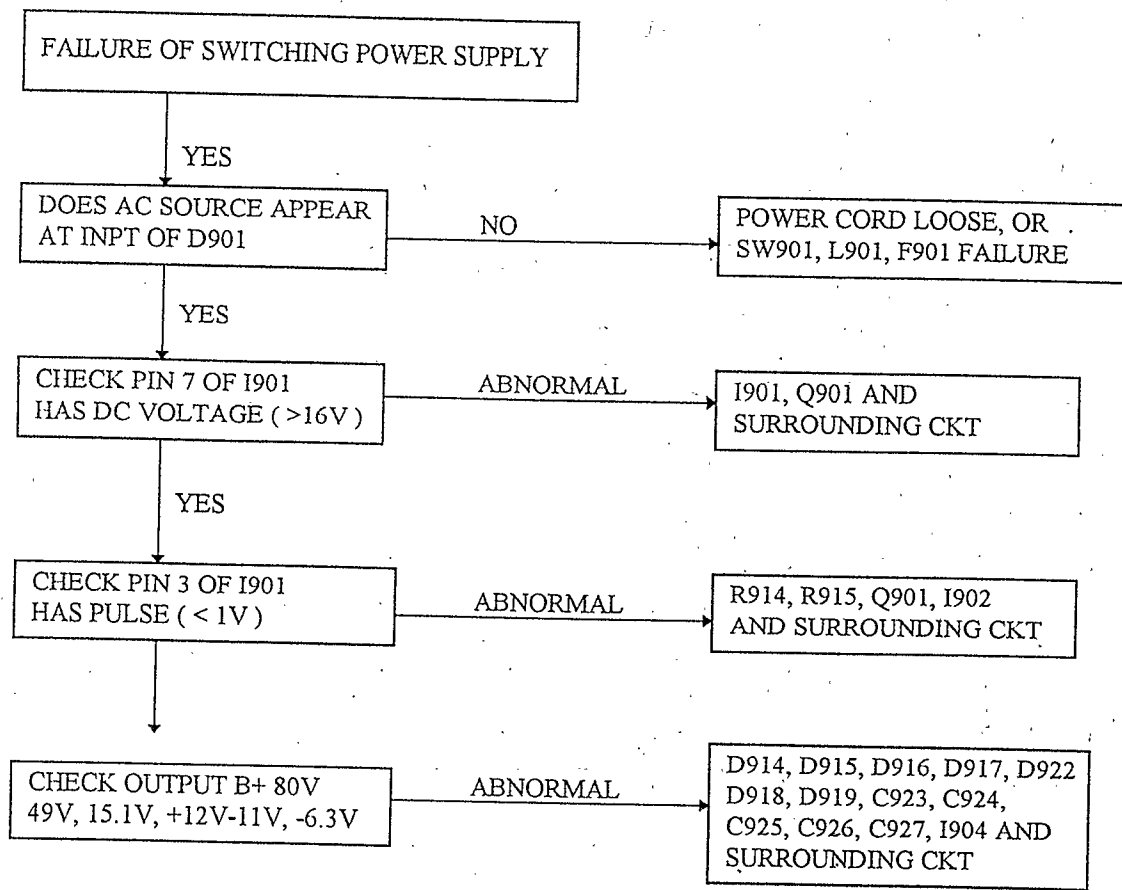 FAILURE OF SWITCHING POWER SUPPLY
YES
DOES AC SOURCE APPEAR
AT INPT OF D901
NO
POWER CORD LOOSE, OR
SW901, L901, F901 FAILURE
YES
CHECK PIN 7 OF I901
HAS DC VOLTAGE ( >16V )
ABNORMAL
I901, Q901 AND
SURROUNDING CKT
YES
CHECK PIN 3 OF I901
HAS PULSE ( < 1V )
ABNORMAL
R914, R915, Q901, I902
AND SURROUNDING CKT
CHECK OUTPUT B+ 80V
49V, 15.1V, +12V-11V, -6.3V
ABNORMAL
D914, D915, D916, D917, D922
D918, D919, C923, C924,
C925, C926, C927, I904 AND
SURROUNDING CKT